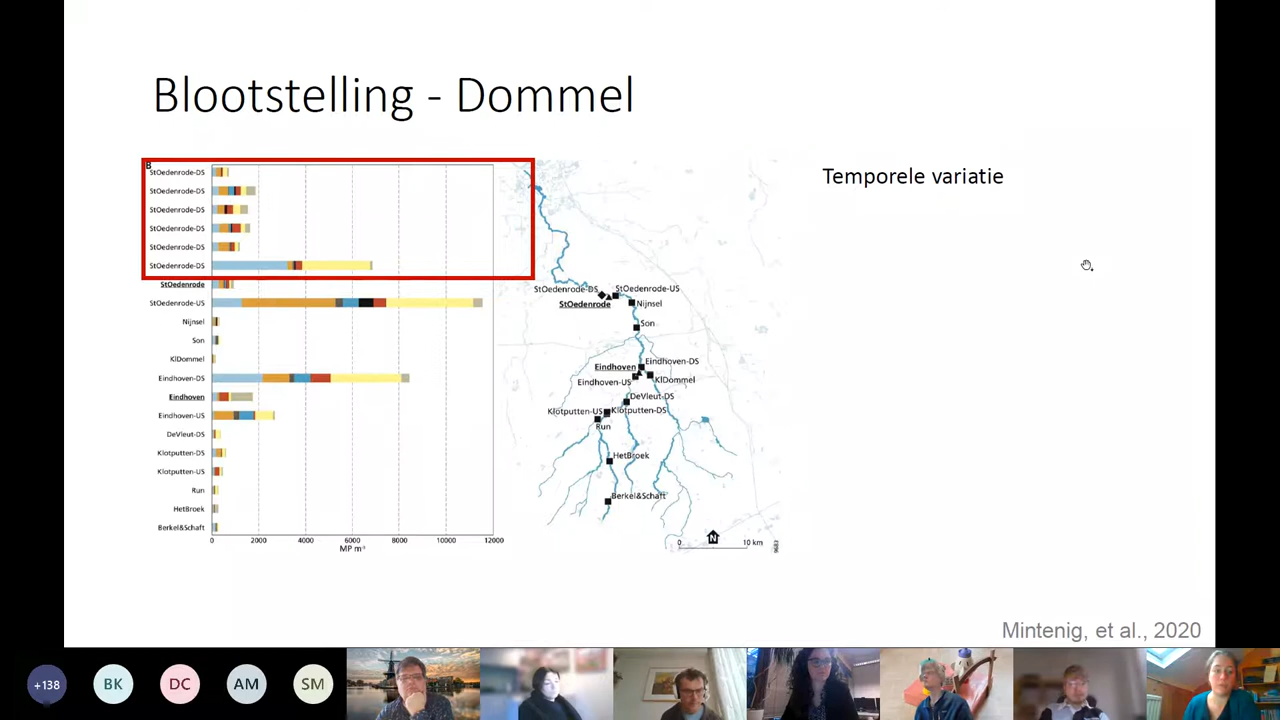 Blootstelling - Dommel
B
StOedenrode-DS
StOedenrode-DS
StOedenrode-DS
StOedenrode-DS
StOedenrode-DS
StOedenrode-DS
StOedenrode
StOedenrode-US
Nijnsel
Son
KlDommel
Eindhoven-DS
Eindhoven
Eindhoven-US
DeVleut-DS
Klotputten-DS
Klotputten-US
Run
HetBroek
Berkel&Schaft
0 2000 4000 6000 8000 10000 12000
MP m⁻³
StOedenrode-DS
StOedenrode-US
StOedenrode
Nijnsel
Son
Eindhoven-DS
Eindhoven
Eindhoven-US
KlDommel
DeVleut-DS
Klotputten-US
Klotputten-DS
Run
HetBroek
Berkel&Schaft
N
0 10 km
9683
Temporele variatie
Mintenig, et al., 2020
+138
BK
DC
AM
SM